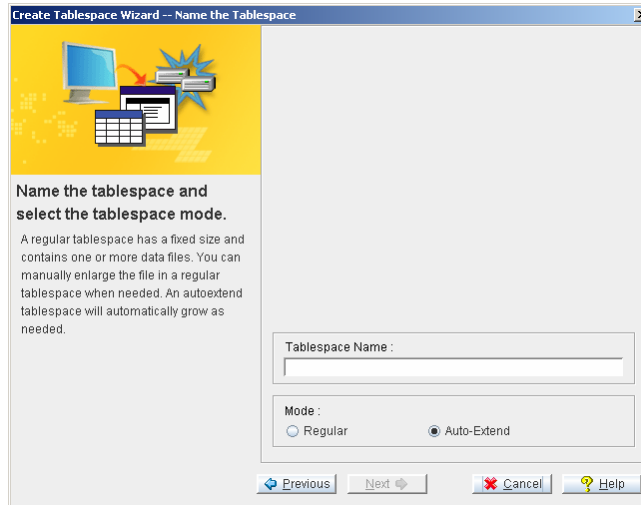 Create Tablespace Wizard -- Name the Tablespace
Name the tablespace and
select the tablespace mode.
A regular tablespace has a fixed size and
contains one or more data files. You can
manually enlarge the file in a regular
tablespace when needed. An autoextend
tablespace will automatically grow as
needed.
Tablespace Name :
Mode :
Regular
Auto-Extend
Previous
Next
Cancel
Help